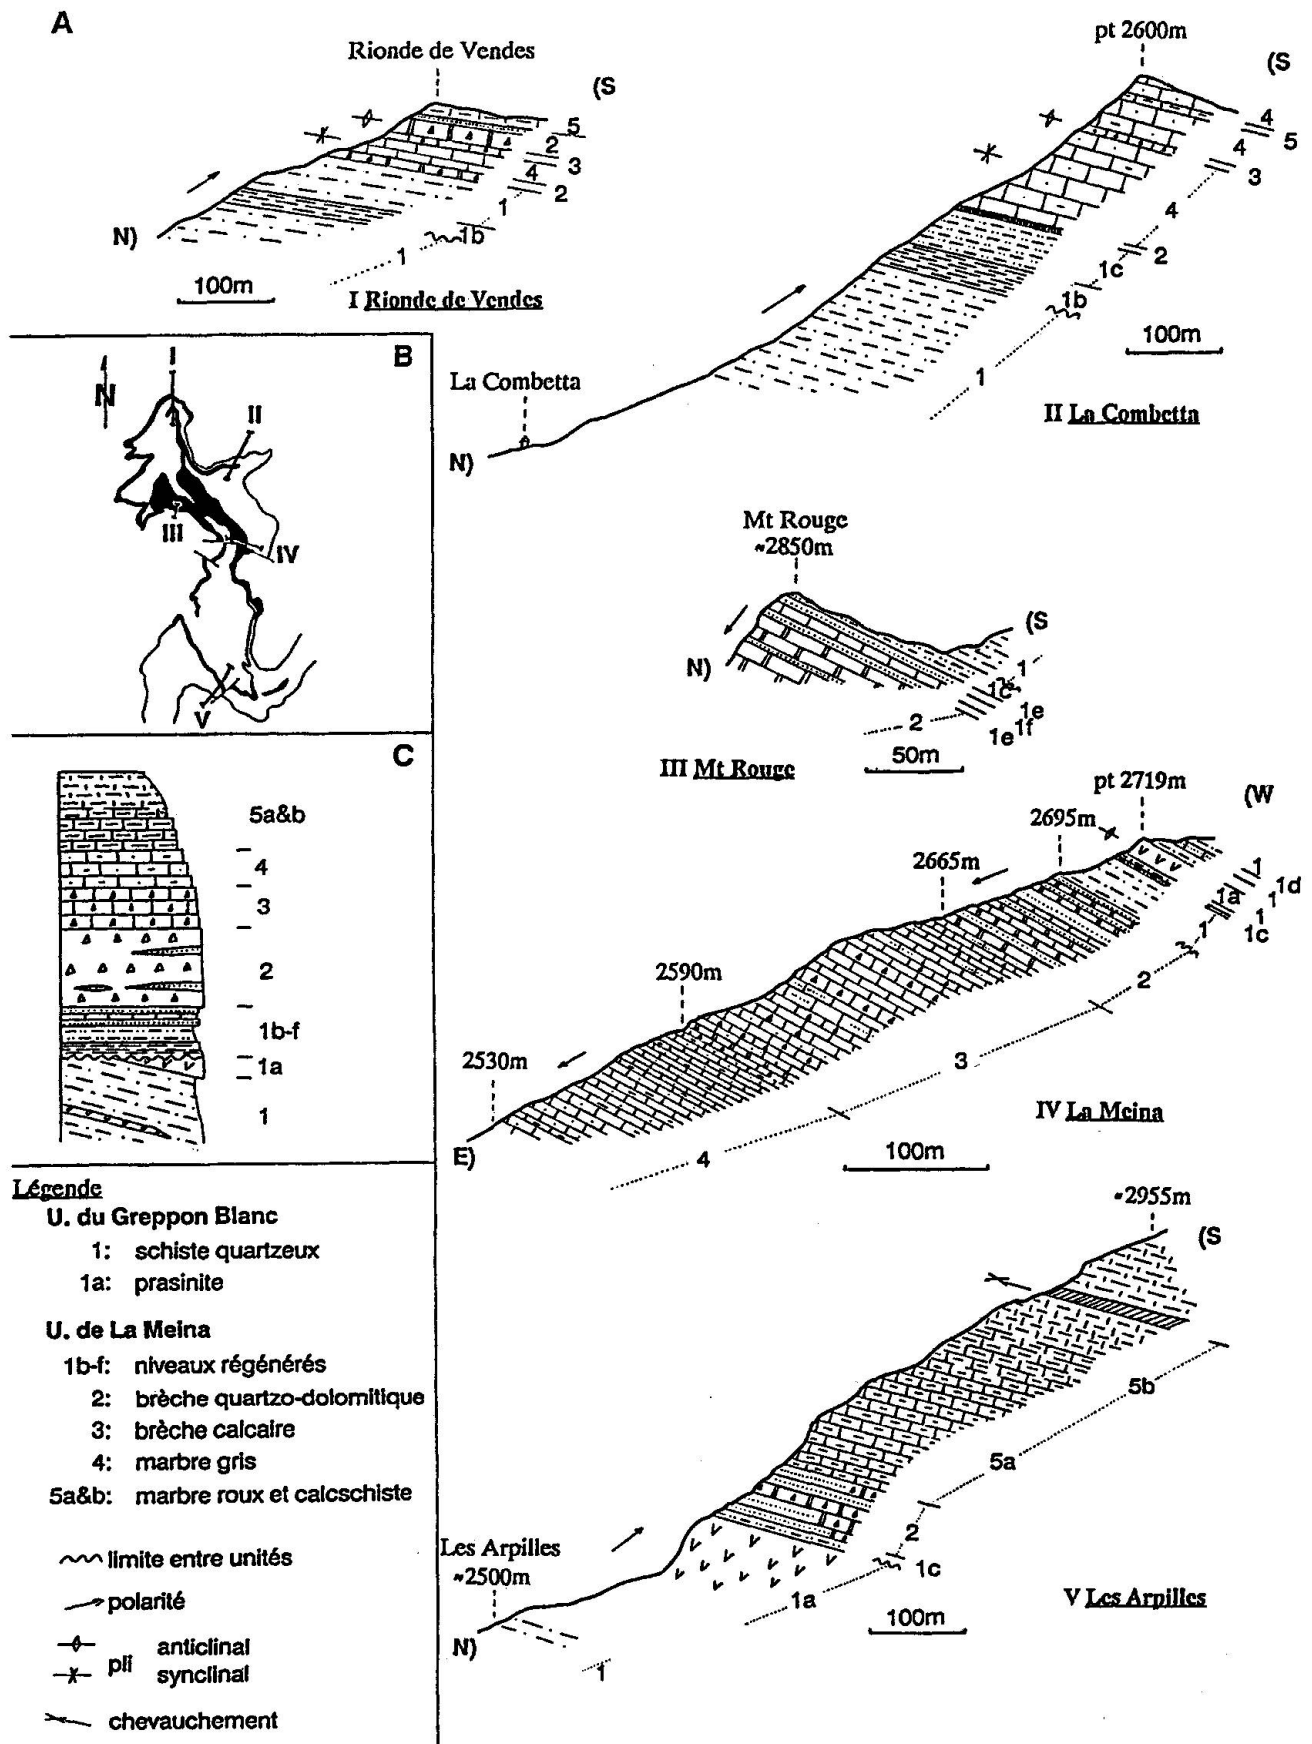 A
Rionde de Vendes
(S
5
2
3
4
2
1
1b
1
N)
100m
I Rionde de Vendes
pt 2600m
(S
4
5
4
3
4
2
1c
1b
1
100m
La Combetta
N)
II La Combetta
B
N
I
II
III
IV
V
Mt Rouge
≈2850m
(S
N)
1
1c
1e
1f
1e
2
50m
III Mt Rouge
C
5a&b
4
3
2
1b-f
1a
1
pt 2719m
(W
2695m
2665m
2590m
2530m
1
1d
1a
1
1
1c
1
2
3
4
E)
100m
IV La Meina
Légende
U. du Greppon Blanc
1: schiste quartzeux
1a: prasinite
U. de La Meina
1b-f: niveaux régénérés
2: brèche quartzo-dolomitique
3: brèche calcaire
4: marbre gris
5a&b: marbre roux et calcschiste
limite entre unités
polarité
pli
anticlinal
synclinal
chevauchement
≈2955m
(S
5b
5a
2
1c
1a
1
Les Arpilles
≈2500m
N)
100m
V Les Arpilles